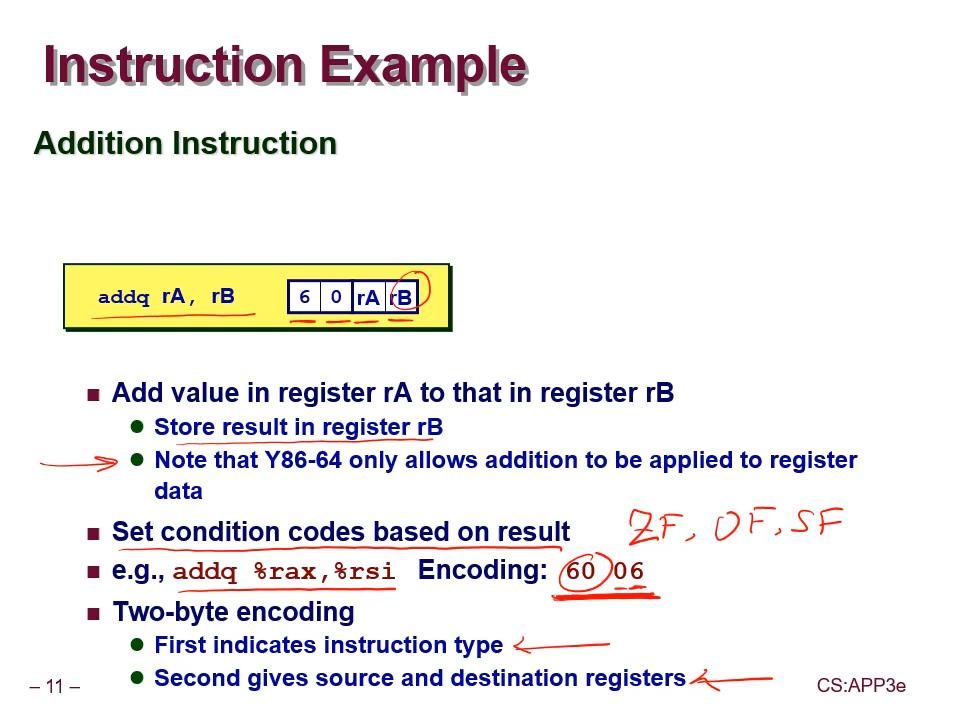 Instruction Example
Addition Instruction
addq rA, rB 6 0 rA rB
Add value in register rA to that in register rB
Store result in register rB
Note that Y86-64 only allows addition to be applied to register
data
Set condition codes based on result ZF, OF, SF
e.g., addq %rax,%rsi Encoding: 60 06
Two-byte encoding
First indicates instruction type
Second gives source and destination registers
– 11 – CS:APP3e